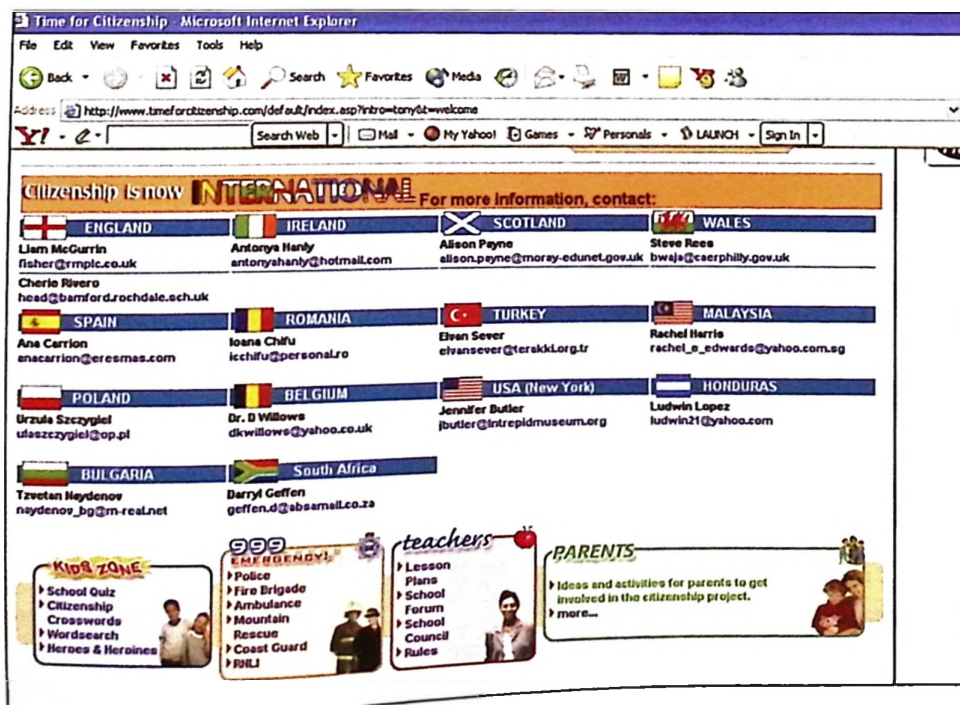 Time for Citizenship - Microsoft Internet Explorer
File Edit View Favorites Tools Help
Back Search Favorites Media
Address http://www.timeforcitizenship.com/default/index.asp?intro=tony&t=welcome
Y! Search Web Mail My Yahoo! Games Personals LAUNCH Sign In
Citizenship is now INTERNATIONAL For more information, contact:
ENGLAND IRELAND SCOTLAND WALES
Liam McGurrin Antonya Hanly Alison Payne Steve Rees
fisher@rmplc.co.uk antonyahanly@hotmail.com alison.payne@moray-edunet.gov.uk bwaja@caerphilly.gov.uk
Cherie Rivero
head@bamford.rochdale.sch.uk
SPAIN ROMANIA TURKEY MALAYSIA
Ana Carrion Ioana Chifu Elvan Sever Rachel Harris
anacarrion@eresmas.com icchifu@personal.ro elvansever@terakki.org.tr rachel_e_edwards@yahoo.com.sg
POLAND BELGIUM USA (New York) HONDURAS
Urzula Szczygiel Dr. D Willows Jennifer Butler Ludwin Lopez
ulaszczygiel@op.pl dkwillows@yahoo.co.uk jbutler@intrepidmuseum.org ludwin21@yahoo.com
BULGARIA South Africa
Tzvetan Naydenov Darryl Geffen
naydenov_bg@m-real.net geffen.d@absamail.co.za
KIDS ZONE
School Quiz
Citizenship
Crosswords
Wordsearch
Heroes & Heroines
999
EMERGENCY!
Police
Fire Brigade
Ambulance
Mountain
Rescue
Coast Guard
RNLI
teachers
Lesson
Plans
School
Forum
School
Council
Rules
PARENTS
Ideas and activities for parents to get
involved in the citizenship project.
more...